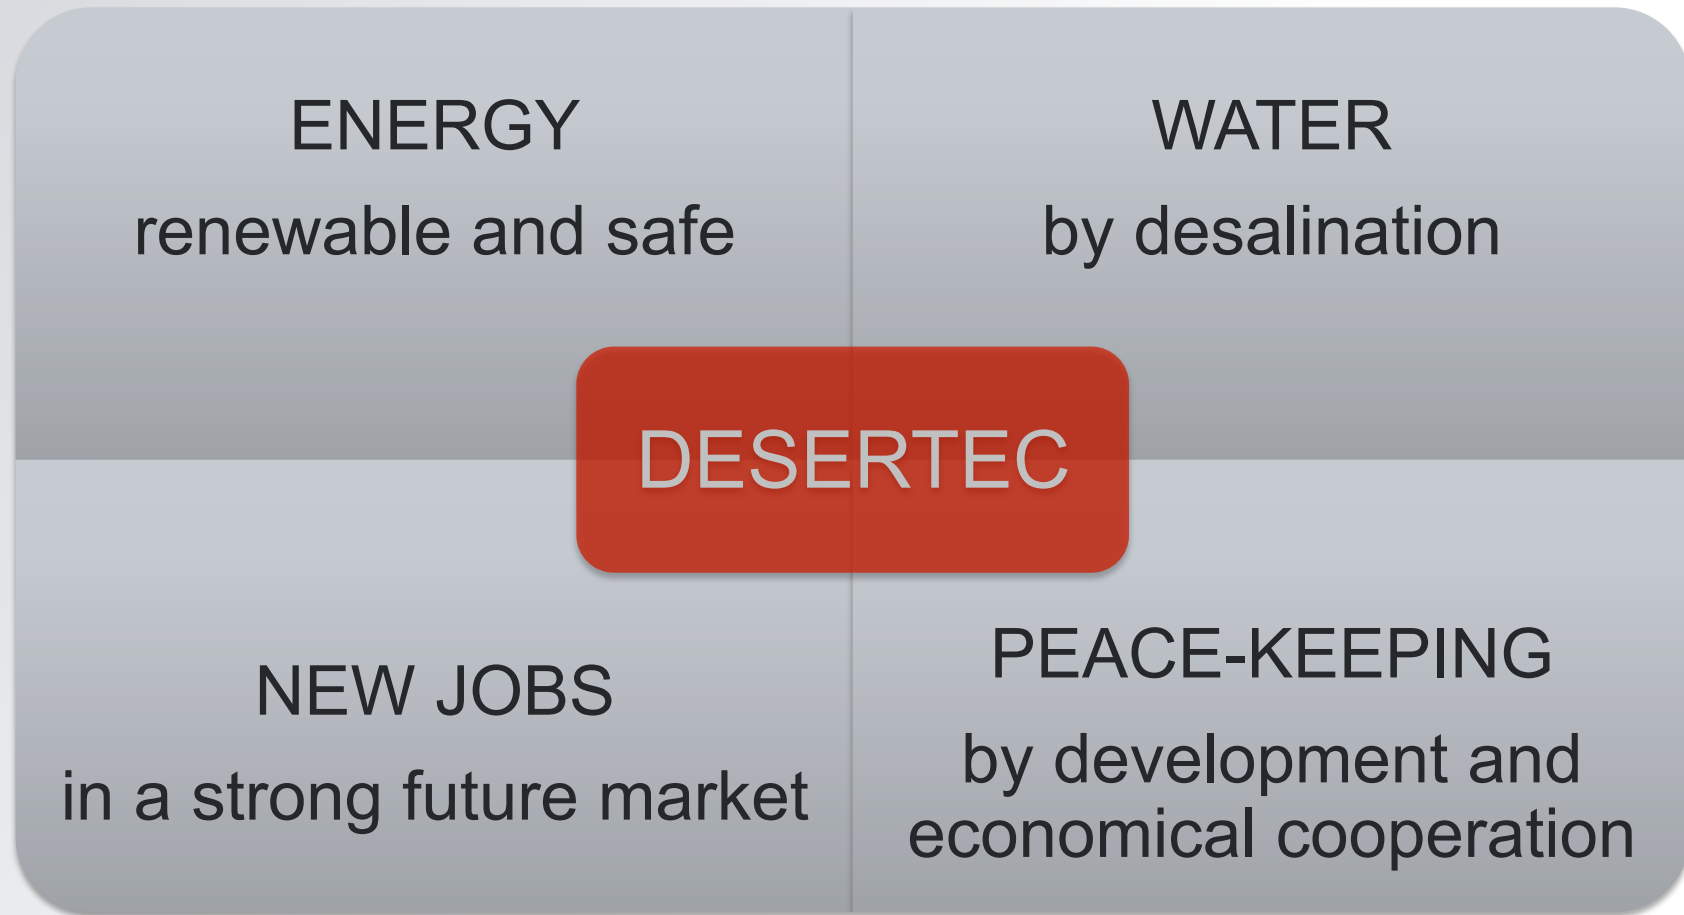 ENERGY
renewable and safe
WATER
by desalination
DESERTEC
NEW JOBS
in a strong future market
PEACE-KEEPING
by development and
economical cooperation